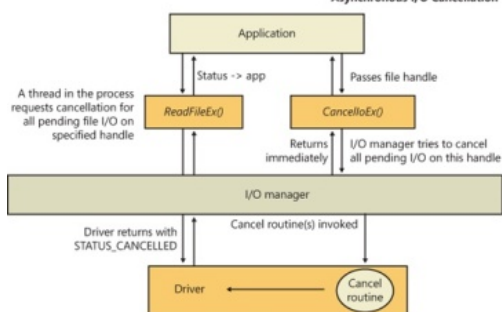 Asynchronous I/O Cancellation
Application
Status -> app
Passes file handle
A thread in the process
requests cancellation for
all pending file I/O on
specified handle
ReadFileEx()
CancelIoEx()
Returns
immediately
I/O manager tries to cancel
all pending I/O on this handle
I/O manager
Driver returns with
STATUS_CANCELLED
Cancel routine(s) invoked
Driver
Cancel
routine